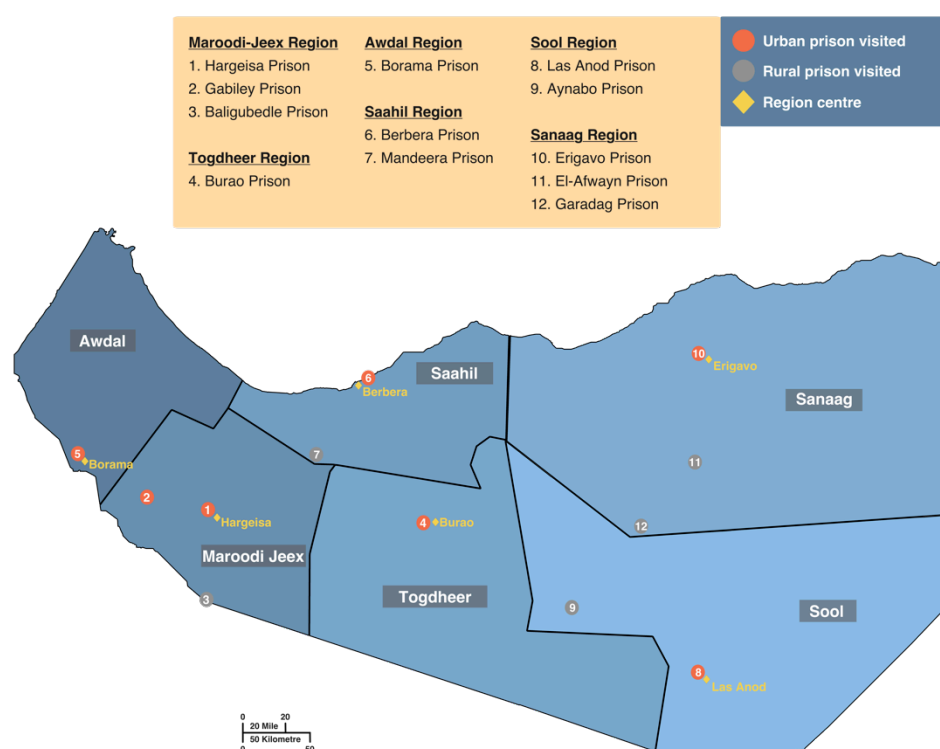 Maroodi-Jeex Region
1. Hargeisa Prison
2. Gabiley Prison
3. Baligubedle Prison
Togdheer Region
4. Burao Prison
Awdal Region
5. Borama Prison
Saahil Region
6. Berbera Prison
7. Mandeera Prison
Sool Region
8. Las Anod Prison
9. Aynabo Prison
Sanaag Region
10. Erigavo Prison
11. El-Afwayn Prison
12. Garadag Prison
Urban prison visited
Rural prison visited
Region centre
Awdal
Saahil
Sanaag
10
Erigavo
6
Berbera
5
Borama
7
11
2
1
Hargeisa
4
Burao
12
Maroodi Jeex
Togdheer
3
9
Sool
8
Las Anod
0 20
20 Mile
50 Kilometre
0 50